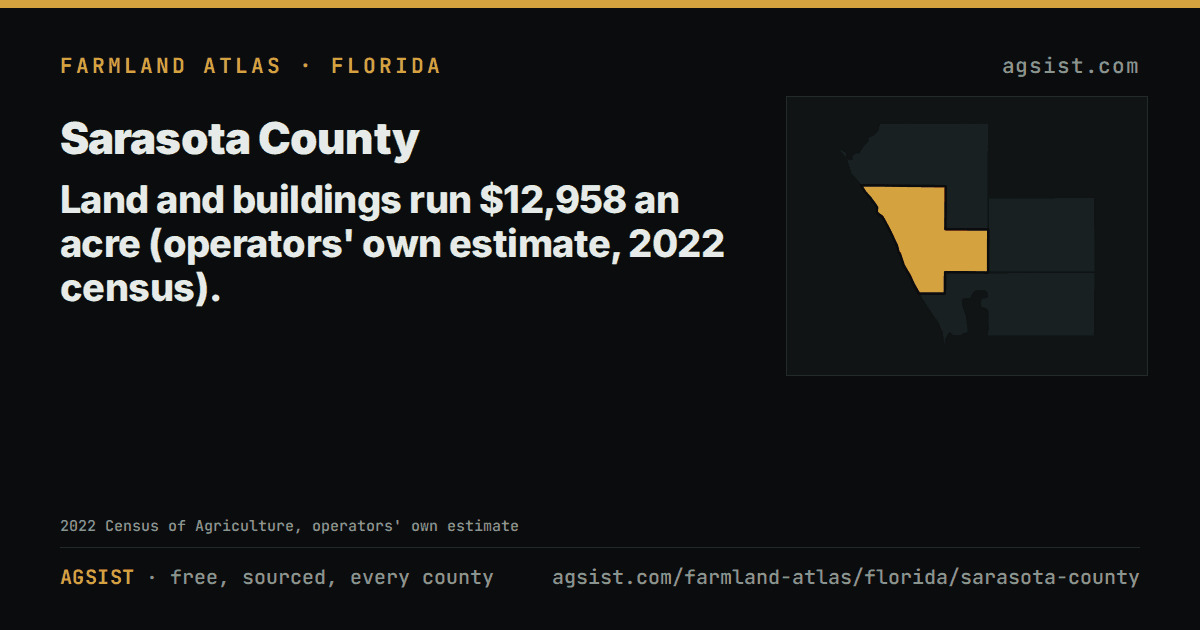 FARMLAND ATLAS · FLORIDA
agsist.com
Sarasota County
Land and buildings run $12,958 an
acre (operators' own estimate, 2022
census).
2022 Census of Agriculture, operators' own estimate
AGSIST · free, sourced, every county
agsist.com/farmland-atlas/florida/sarasota-county